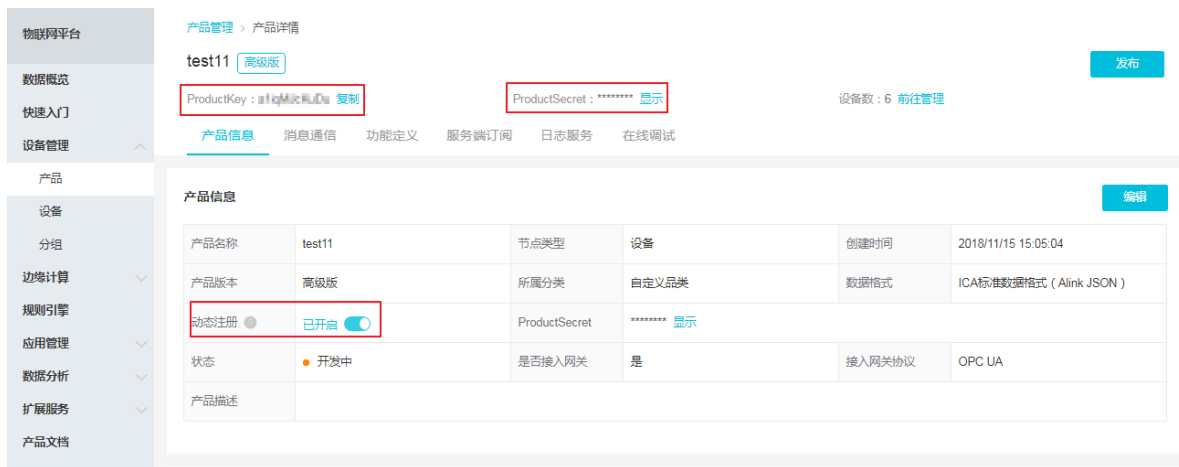 物联网平台
数据概览
快速入门
设备管理
产品
设备
分组
边缘计算
规则引擎
应用管理
数据分析
扩展服务
产品文档
产品管理 > 产品详情
test11 高级版 发布
ProductKey : 复制 ProductSecret : ******** 显示 设备数 : 6 前往管理
产品信息 消息通信 功能定义 服务端订阅 日志服务 在线调试
产品信息 编辑
产品名称 test11 节点类型 设备 创建时间 2018/11/15 15:05:04
产品版本 高级版 所属分类 自定义品类 数据格式 ICA标准数据格式 ( Alink JSON )
动态注册 ? 已开启 ProductSecret ******** 显示
状态 开发中 是否接入网关 是 接入网关协议 OPC UA
产品描述